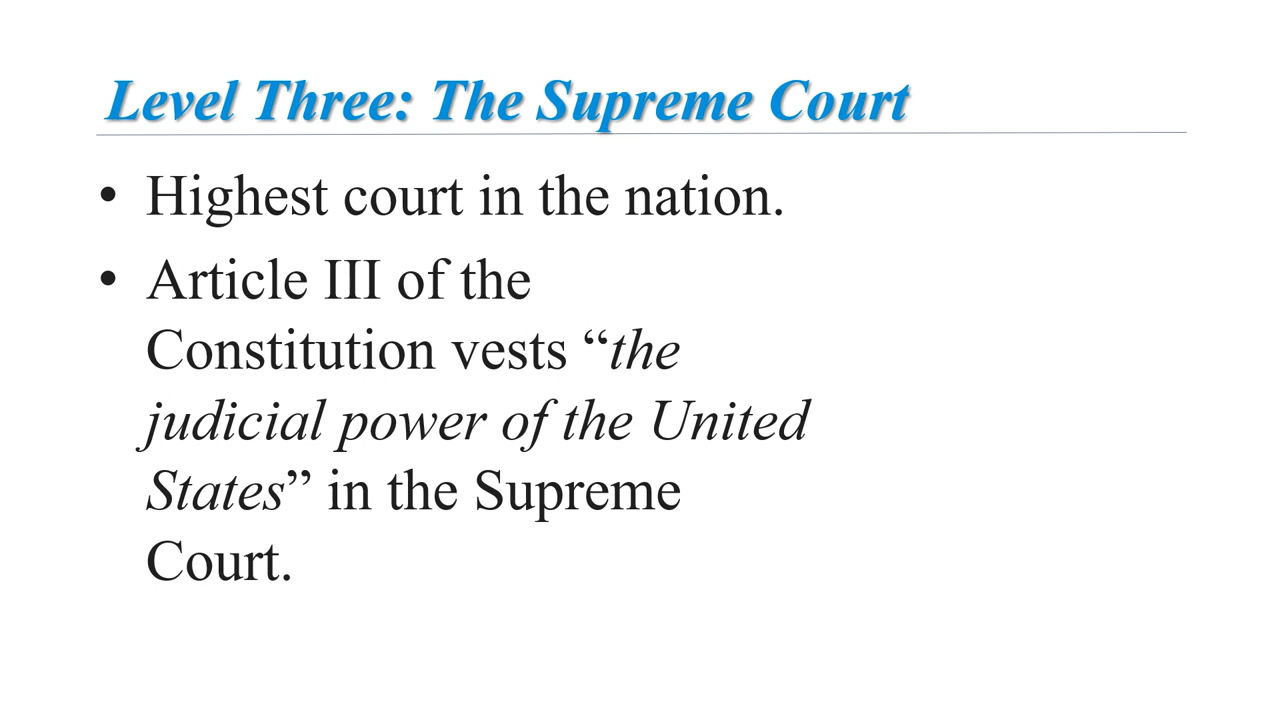 Level Three: The Supreme Court
• Highest court in the nation.
• Article III of the
Constitution vests “the
judicial power of the United
States” in the Supreme
Court.